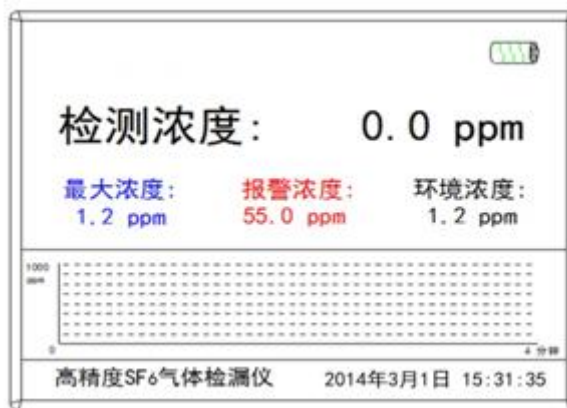 检测浓度: 0.0 ppm
最大浓度: 报警浓度: 环境浓度:
1.2 ppm 55.0 ppm 1.2 ppm
1000
ppm
0 4 分钟
高精度SF6气体检漏仪 2014年3月1日 15:31:35